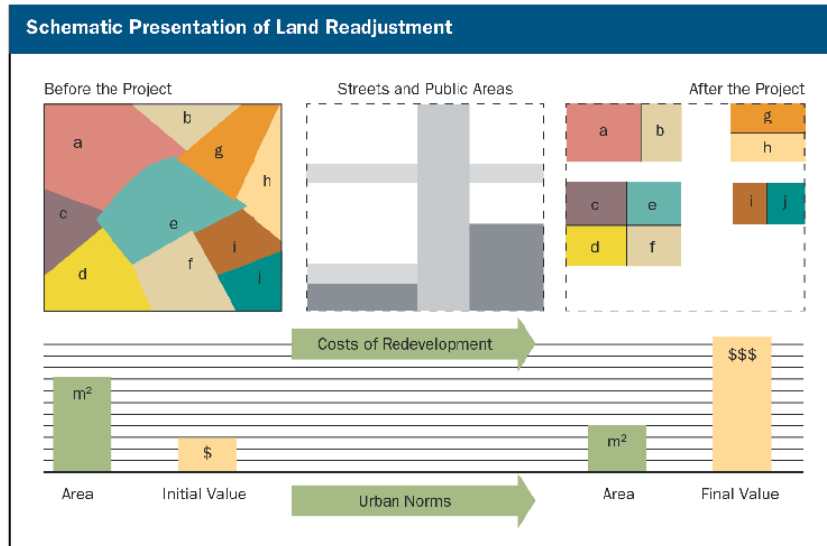 Schematic Presentation of Land Readjustment
Before the Project
Streets and Public Areas
After the Project
a
b
g
h
c
e
d
f
i
j
a
b
g
h
c
e
i
j
d
f
Costs of Redevelopment
m²
$
m²
$$$
Area
Initial Value
Urban Norms
Area
Final Value